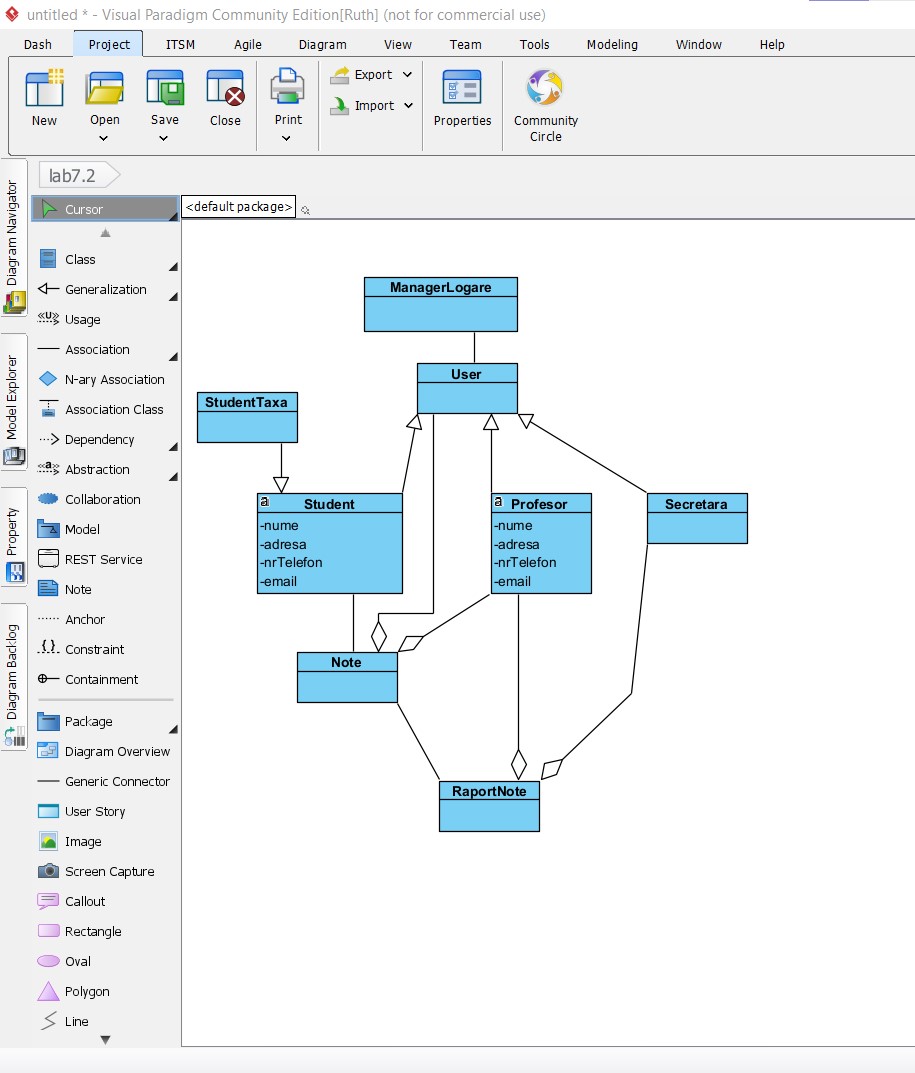 untitled * - Visual Paradigm Community Edition[Ruth] (not for commercial use)
Dash Project ITSM Agile Diagram View Team Tools Modeling Window Help
New
Open
Save
Close
Print
Export
Import
Properties
Community
Circle
lab7.2
Diagram Navigator
Model Explorer
Property
Diagram Backlog
Cursor
Class
Generalization
«U» Usage
Association
N-ary Association
Association Class
Dependency
«a» Abstraction
Collaboration
Model
REST Service
Note
Anchor
{.} Constraint
Containment
Package
Diagram Overview
Generic Connector
User Story
Image
Screen Capture
Callout
Rectangle
Oval
Polygon
Line
<default package>
ManagerLogare
User
StudentTaxa
a Student
-nume
-adresa
-nrTelefon
-email
a Profesor
-nume
-adresa
-nrTelefon
-email
Secretara
Note
RaportNote